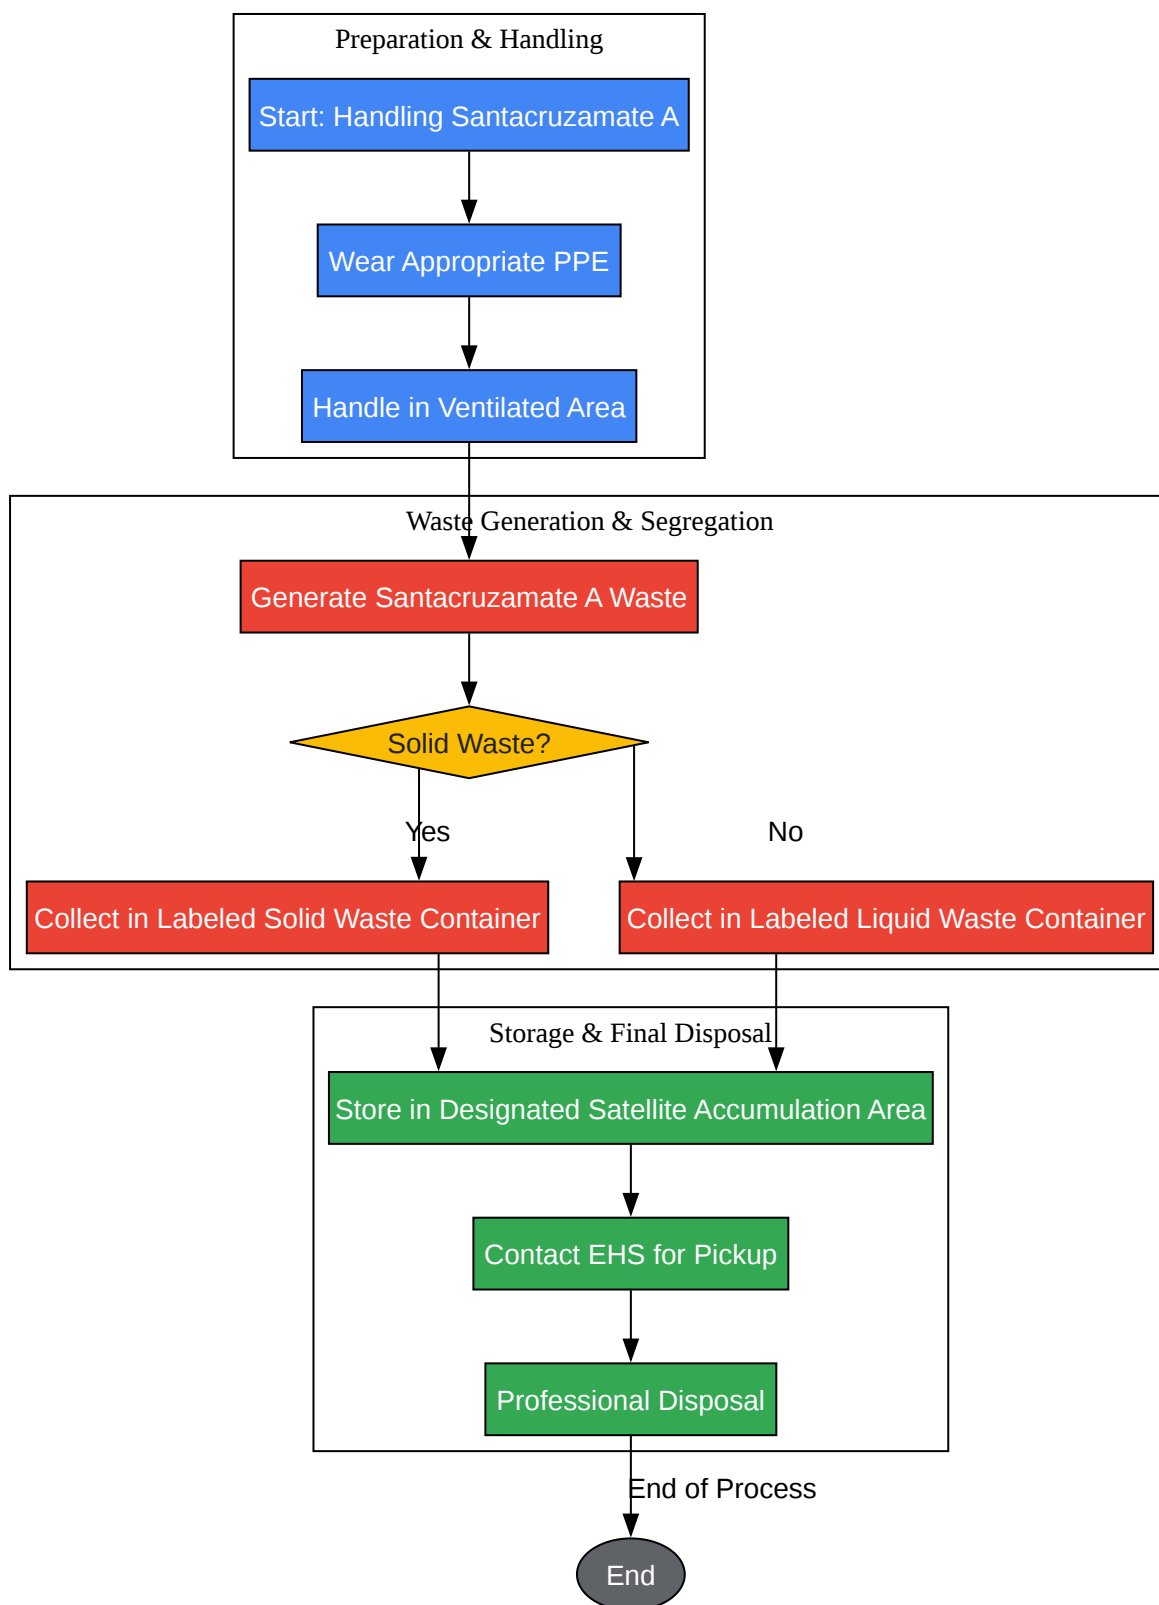 Preparation & Handling
Start: Handling Santacruzamate A
Wear Appropriate PPE
Handle in Ventilated Area
Waste Generation & Segregation
Generate Santacruzamate A Waste
Solid Waste?
Yes
No
Collect in Labeled Solid Waste Container
Collect in Labeled Liquid Waste Container
Storage & Final Disposal
Store in Designated Satellite Accumulation Area
Contact EHS for Pickup
Professional Disposal
End of Process
End